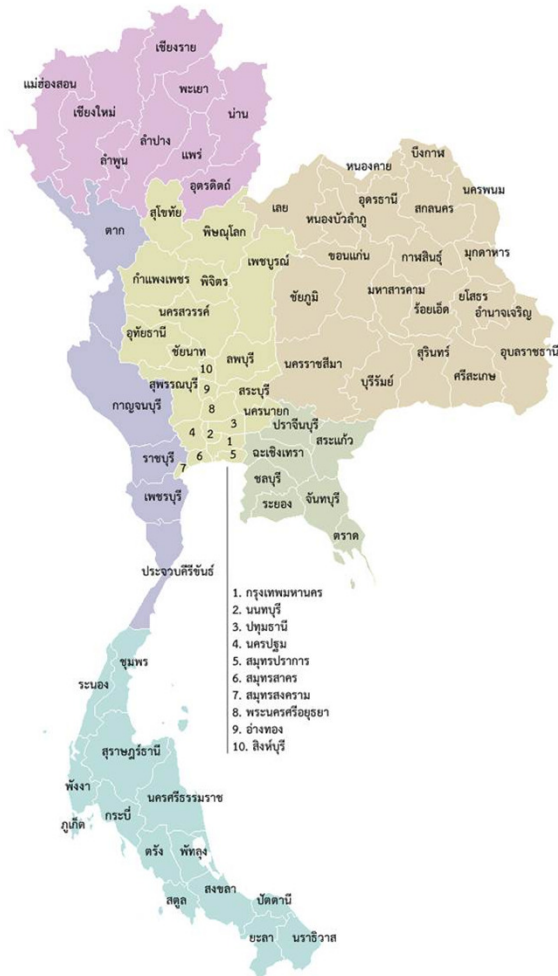 เชียงราย
แม่ฮ่องสอน
พะเยา
เชียงใหม่
น่าน
ลำปาง
แพร่
ลำพูน
อุตรดิตถ์
บึงกาฬ
หนองคาย
นครพนม
เลย
อุดรธานี
สกลนคร
หนองบัวลำภู
สุโขทัย
พิษณุโลก
ตาก
เพชรบูรณ์
ขอนแก่น
กาฬสินธุ์
มุกดาหาร
กำแพงเพชร
พิจิตร
ชัยภูมิ
มหาสารคาม
ร้อยเอ็ด
ยโสธร
อำนาจเจริญ
นครสวรรค์
อุทัยธานี
ชัยนาท
ลพบุรี
นครราชสีมา
สุรินทร์
อุบลราชธานี
บุรีรัมย์
ศรีสะเกษ
10
สุพรรณบุรี
9
สระบุรี
กาญจนบุรี
8
นครนายก
3
ปราจีนบุรี
สระแก้ว
4
2
1
ฉะเชิงเทรา
ราชบุรี
6
5
7
ชลบุรี
เพชรบุรี
ระยอง
จันทบุรี
ตราด
ประจวบคีรีขันธ์
1. กรุงเทพมหานคร
2. นนทบุรี
3. ปทุมธานี
4. นครปฐม
5. สมุทรปราการ
6. สมุทรสาคร
7. สมุทรสงคราม
8. พระนครศรีอยุธยา
9. อ่างทอง
10. สิงห์บุรี
ชุมพร
ระนอง
สุราษฎร์ธานี
พังงา
นครศรีธรรมราช
กระบี่
ภูเก็ต
ตรัง
พัทลุง
สงขลา
สตูล
ปัตตานี
ยะลา
นราธิวาส